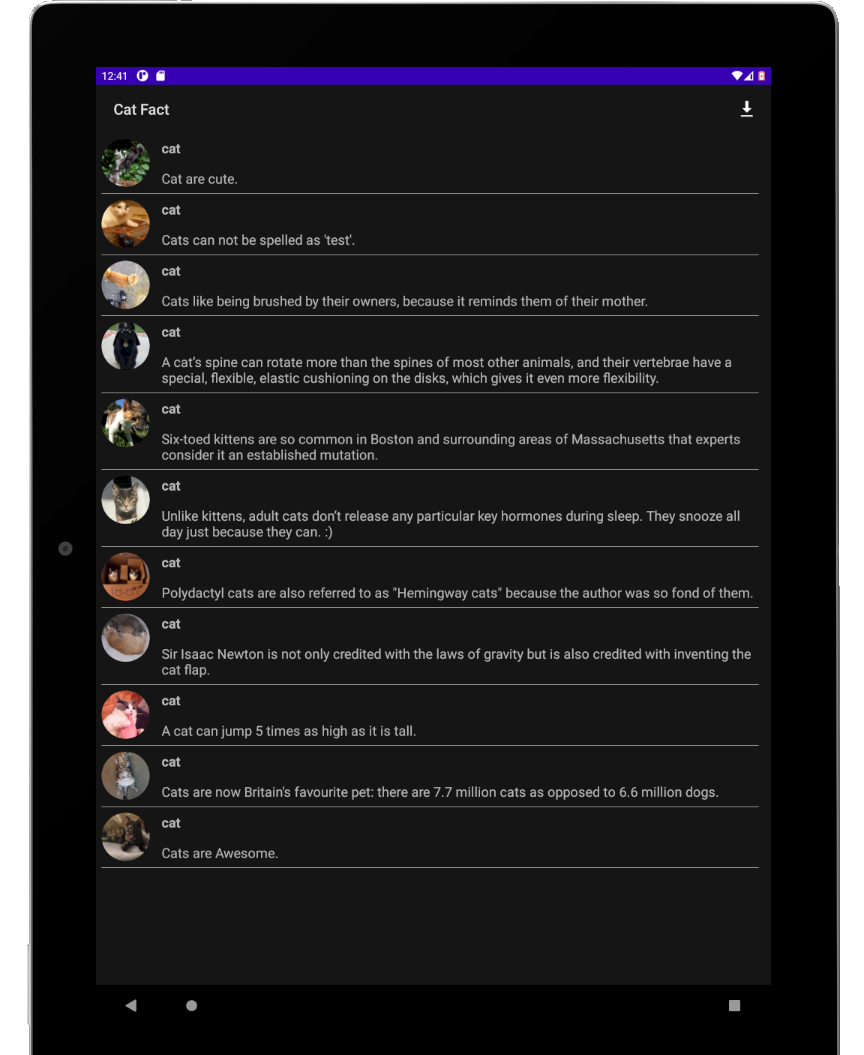 12:41
Cat Fact
cat
Cat are cute.
cat
Cats can not be spelled as 'test'.
cat
Cats like being brushed by their owners, because it reminds them of their mother.
cat
A cat's spine can rotate more than the spines of most other animals, and their vertebrae have a
special, flexible, elastic cushioning on the disks, which gives it even more flexibility.
cat
Six-toed kittens are so common in Boston and surrounding areas of Massachusetts that experts
consider it an established mutation.
cat
Unlike kittens, adult cats don't release any particular key hormones during sleep. They snooze all
day just because they can. :)
cat
Polydactyl cats are also referred to as "Hemingway cats" because the author was so fond of them.
cat
Sir Isaac Newton is not only credited with the laws of gravity but is also credited with inventing the
cat flap.
cat
A cat can jump 5 times as high as it is tall.
cat
Cats are now Britain's favourite pet: there are 7.7 million cats as opposed to 6.6 million dogs.
cat
Cats are Awesome.